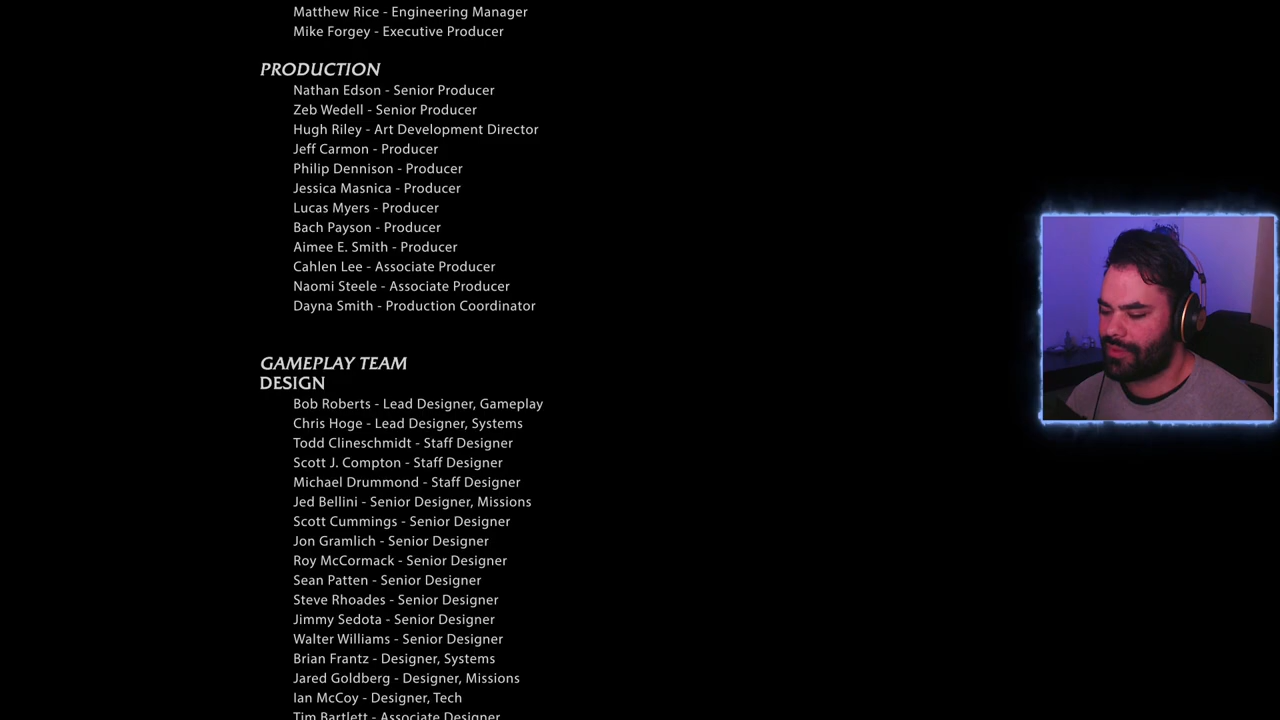 Matthew Rice - Engineering Manager
Mike Forgey - Executive Producer
PRODUCTION
Nathan Edson - Senior Producer
Zeb Wedell - Senior Producer
Hugh Riley - Art Development Director
Jeff Carmon - Producer
Philip Dennison - Producer
Jessica Masnica - Producer
Lucas Myers - Producer
Bach Payson - Producer
Aimee E. Smith - Producer
Cahlen Lee - Associate Producer
Naomi Steele - Associate Producer
Dayna Smith - Production Coordinator
GAMEPLAY TEAM
DESIGN
Bob Roberts - Lead Designer, Gameplay
Chris Hoge - Lead Designer, Systems
Todd Clineschmidt - Staff Designer
Scott J. Compton - Staff Designer
Michael Drummond - Staff Designer
Jed Bellini - Senior Designer, Missions
Scott Cummings - Senior Designer
Jon Gramlich - Senior Designer
Roy McCormack - Senior Designer
Sean Patten - Senior Designer
Steve Rhoades - Senior Designer
Jimmy Sedota - Senior Designer
Walter Williams - Senior Designer
Brian Frantz - Designer, Systems
Jared Goldberg - Designer, Missions
Ian McCoy - Designer, Tech
Tim Bartlett - Associate Designer